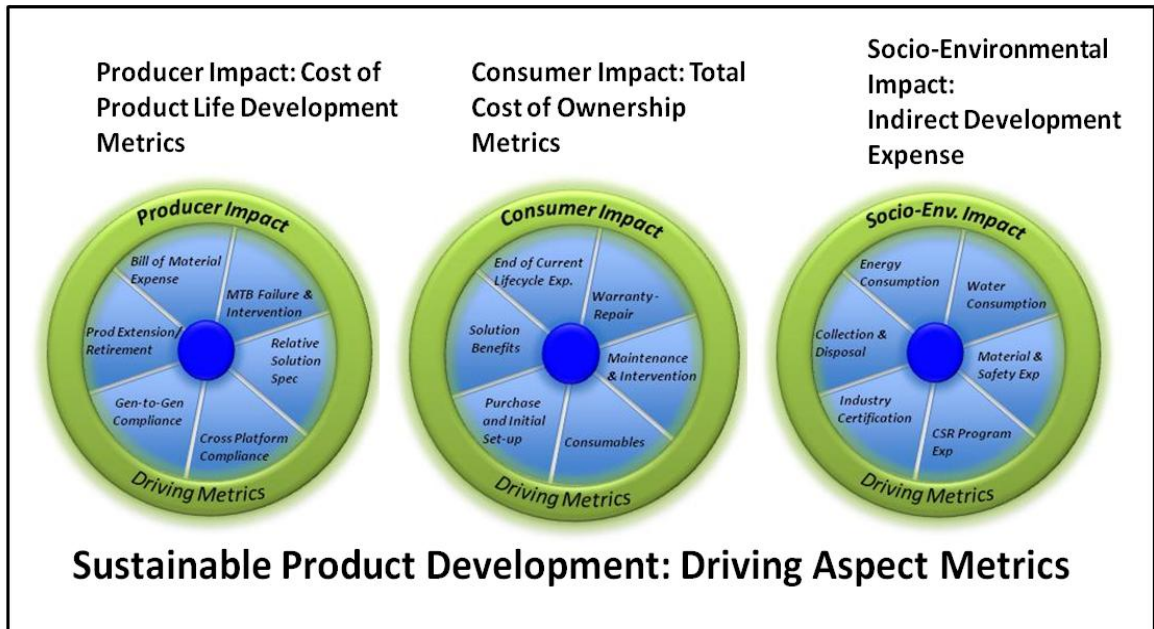 Producer Impact: Cost of
Product Life Development
Metrics
Consumer Impact: Total
Cost of Ownership
Metrics
Socio-Environmental
Impact:
Indirect Development
Expense
Producer Impact
Bill of Material
Expense
MTB Failure &
Intervention
Prod Extension/
Retirement
Relative
Solution
Spec
Gen-to-Gen
Compliance
Cross Platform
Compliance
Driving Metrics
Consumer Impact
End of Current
Lifecycle Exp.
Warranty-
Repair
Solution
Benefits
Maintenance
& Intervention
Purchase
and Initial
Set-up
Consumables
Driving Metrics
Socio-Env. Impact
Energy
Consumption
Water
Consumption
Collection &
Disposal
Material &
Safety Exp
Industry
Certification
CSR Program
Exp
Driving Metrics
Sustainable Product Development: Driving Aspect Metrics